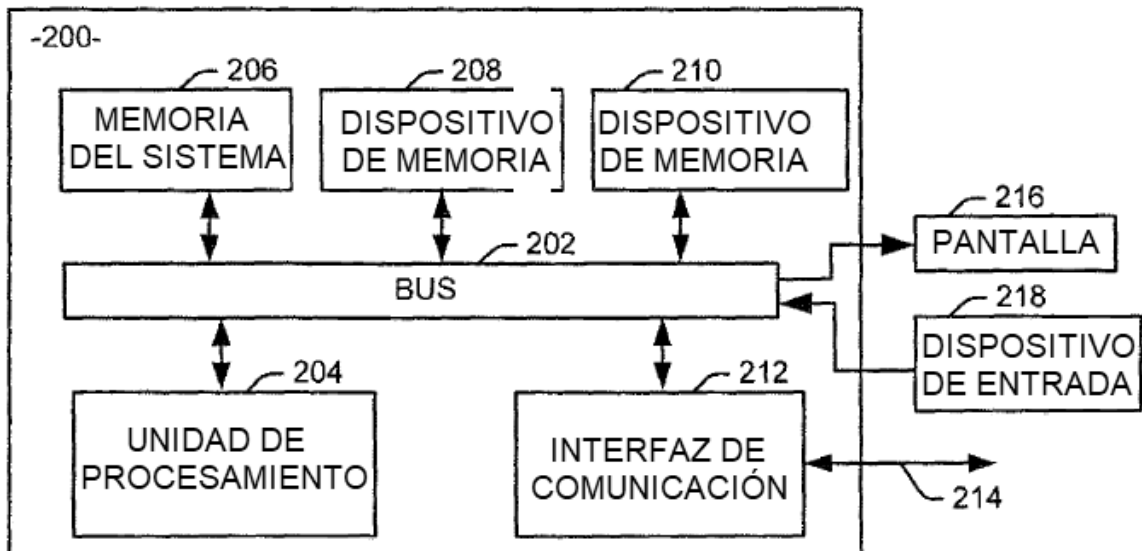 -200-
206
208
210
MEMORIA
DEL SISTEMA
DISPOSITIVO
DE MEMORIA
DISPOSITIVO
DE MEMORIA
216
PANTALLA
202
BUS
218
DISPOSITIVO
DE ENTRADA
204
212
UNIDAD DE
PROCESAMIENTO
INTERFAZ DE
COMUNICACIÓN
214